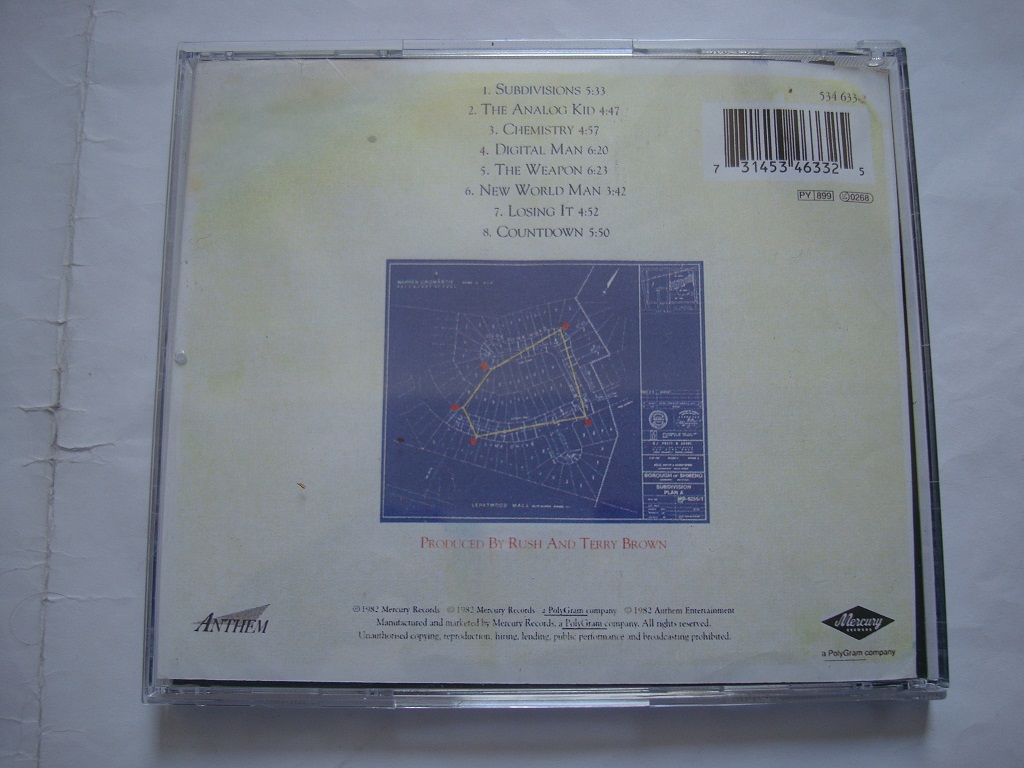 1. Subdivisions 5:33
2. The Analog Kid 4:47
3. Chemistry 4:57
4. Digital Man 6:20
5. The Weapon 6:23
6. New World Man 3:42
7. Losing It 4:52
8. Countdown 5:50
534 633-2
7 31453 46332 5
PY 899
0268
BOROUGH OF
SUBDIVISION
PLAN A
MALL
Produced By Rush And Terry Brown
ANTHEM
℗ 1982 Mercury Records © 1982 Mercury Records a PolyGram company © 1982 Anthem Entertainment
Manufactured and marketed by Mercury Records, a PolyGram company. All rights reserved.
Unauthorised copying, reproduction, hiring, lending, public performance and broadcasting prohibited.
Mercury
RECORDS
a PolyGram company